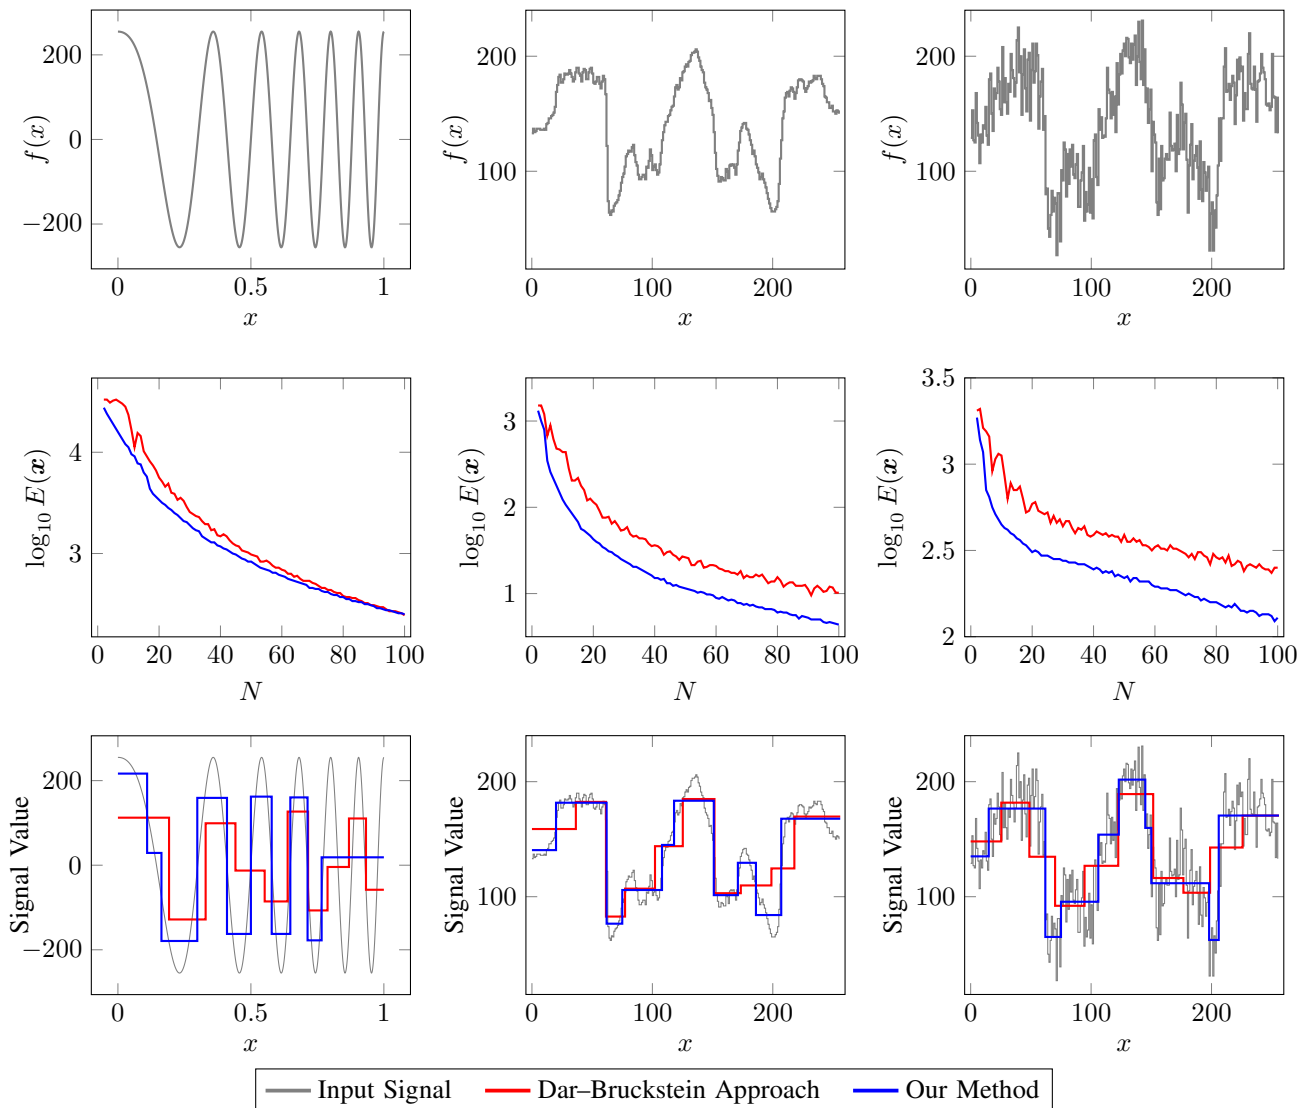 200
0
−200
f(x)
0
0.5
1
x
200
100
f(x)
0
100
200
x
200
100
f(x)
0
100
200
x
4
3
log₁₀ E(x)
0
20
40
60
80
100
N
3
2
1
log₁₀ E(x)
0
20
40
60
80
100
N
3.5
3
2.5
2
log₁₀ E(x)
0
20
40
60
80
100
N
200
0
−200
Signal Value
0
0.5
1
x
200
100
Signal Value
0
100
200
x
200
100
Signal Value
0
100
200
x
Input Signal
Dar–Bruckstein Approach
Our Method